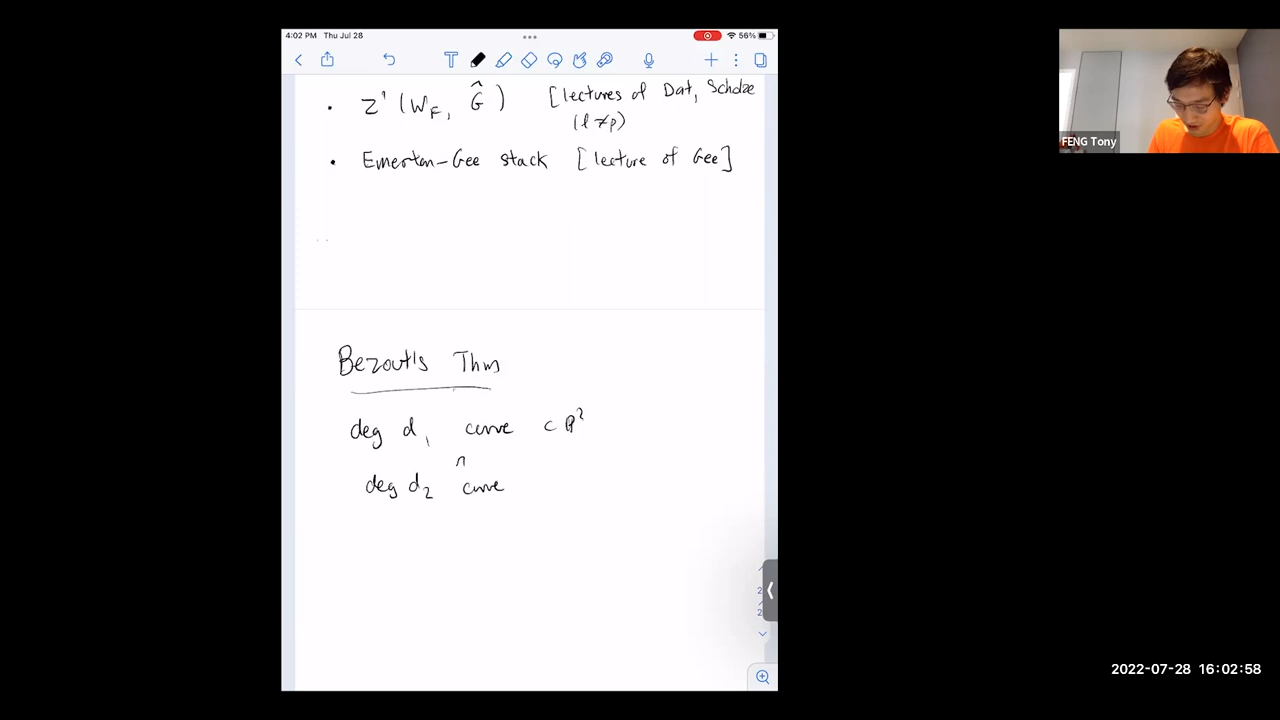 4:02 PM Thu Jul 28
56%
· Z¹ (W_F, Ĝ) [lectures of Dat, Scholze
(l ≠ p)
· Emerton-Gee stack [lecture of Gee]
Bezout's Thm
deg d₁ curve ⊂ P²
∩
deg d₂ curve
FENG Tony
2022-07-28 16:02:58